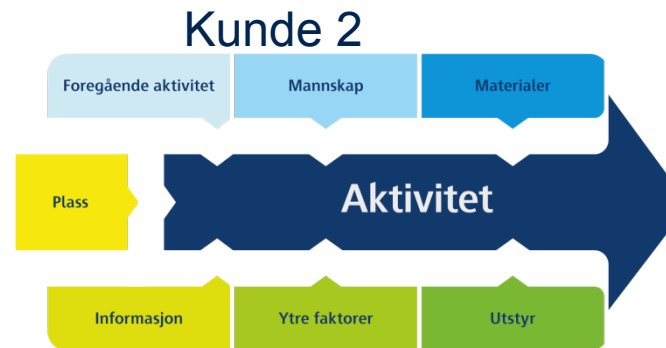 Kunde 2
Foregående aktivitet
Mannskap
Materialer
Plass
Aktivitet
Informasjon
Ytre faktorer
Utstyr